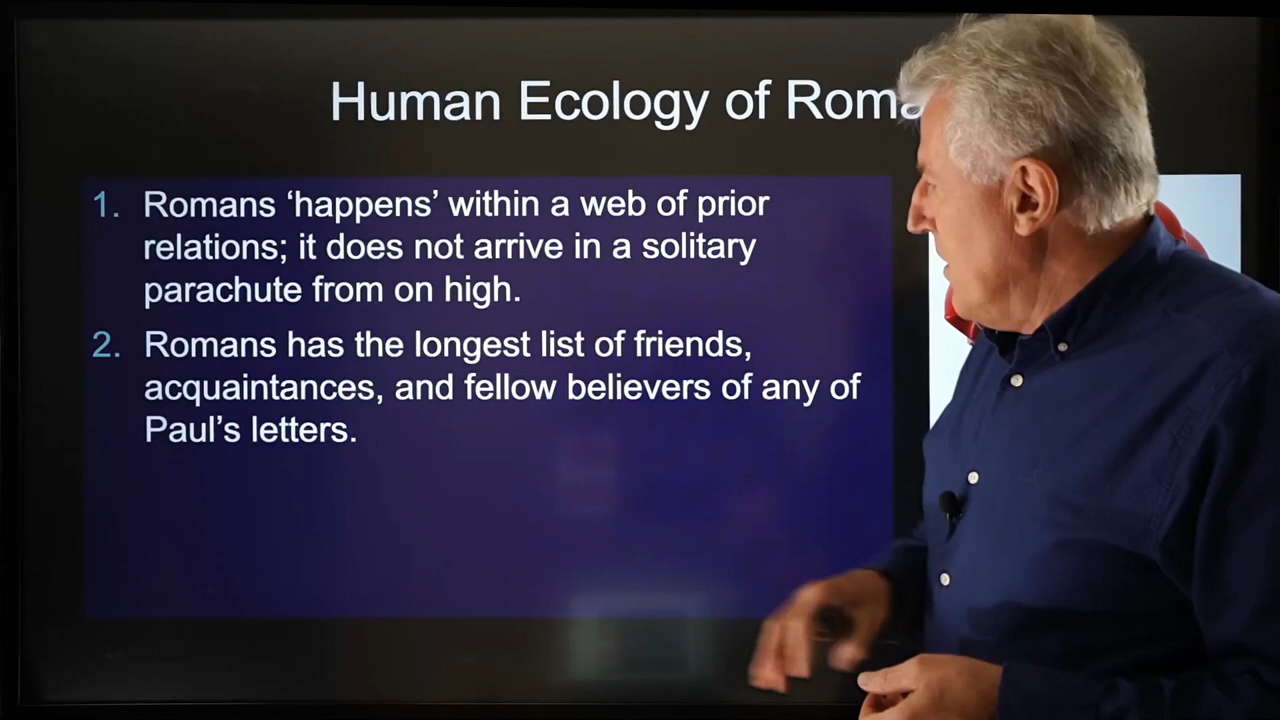 Human Ecology of Roma
1. Romans ‘happens’ within a web of prior
relations; it does not arrive in a solitary
parachute from on high.
2. Romans has the longest list of friends,
acquaintances, and fellow believers of any of
Paul’s letters.